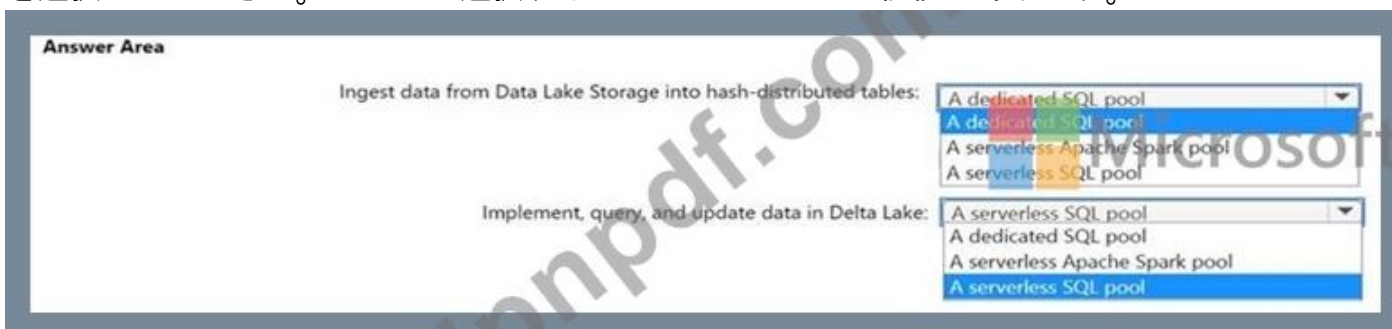 Answer Area
Ingest data from Data Lake Storage into hash-distributed tables:
A dedicated SQL pool
A dedicated SQL pool
A serverless Apache Spark pool
A serverless SQL pool
Implement, query, and update data in Delta Lake:
A serverless SQL pool
A dedicated SQL pool
A serverless Apache Spark pool
A serverless SQL pool
Microsoft